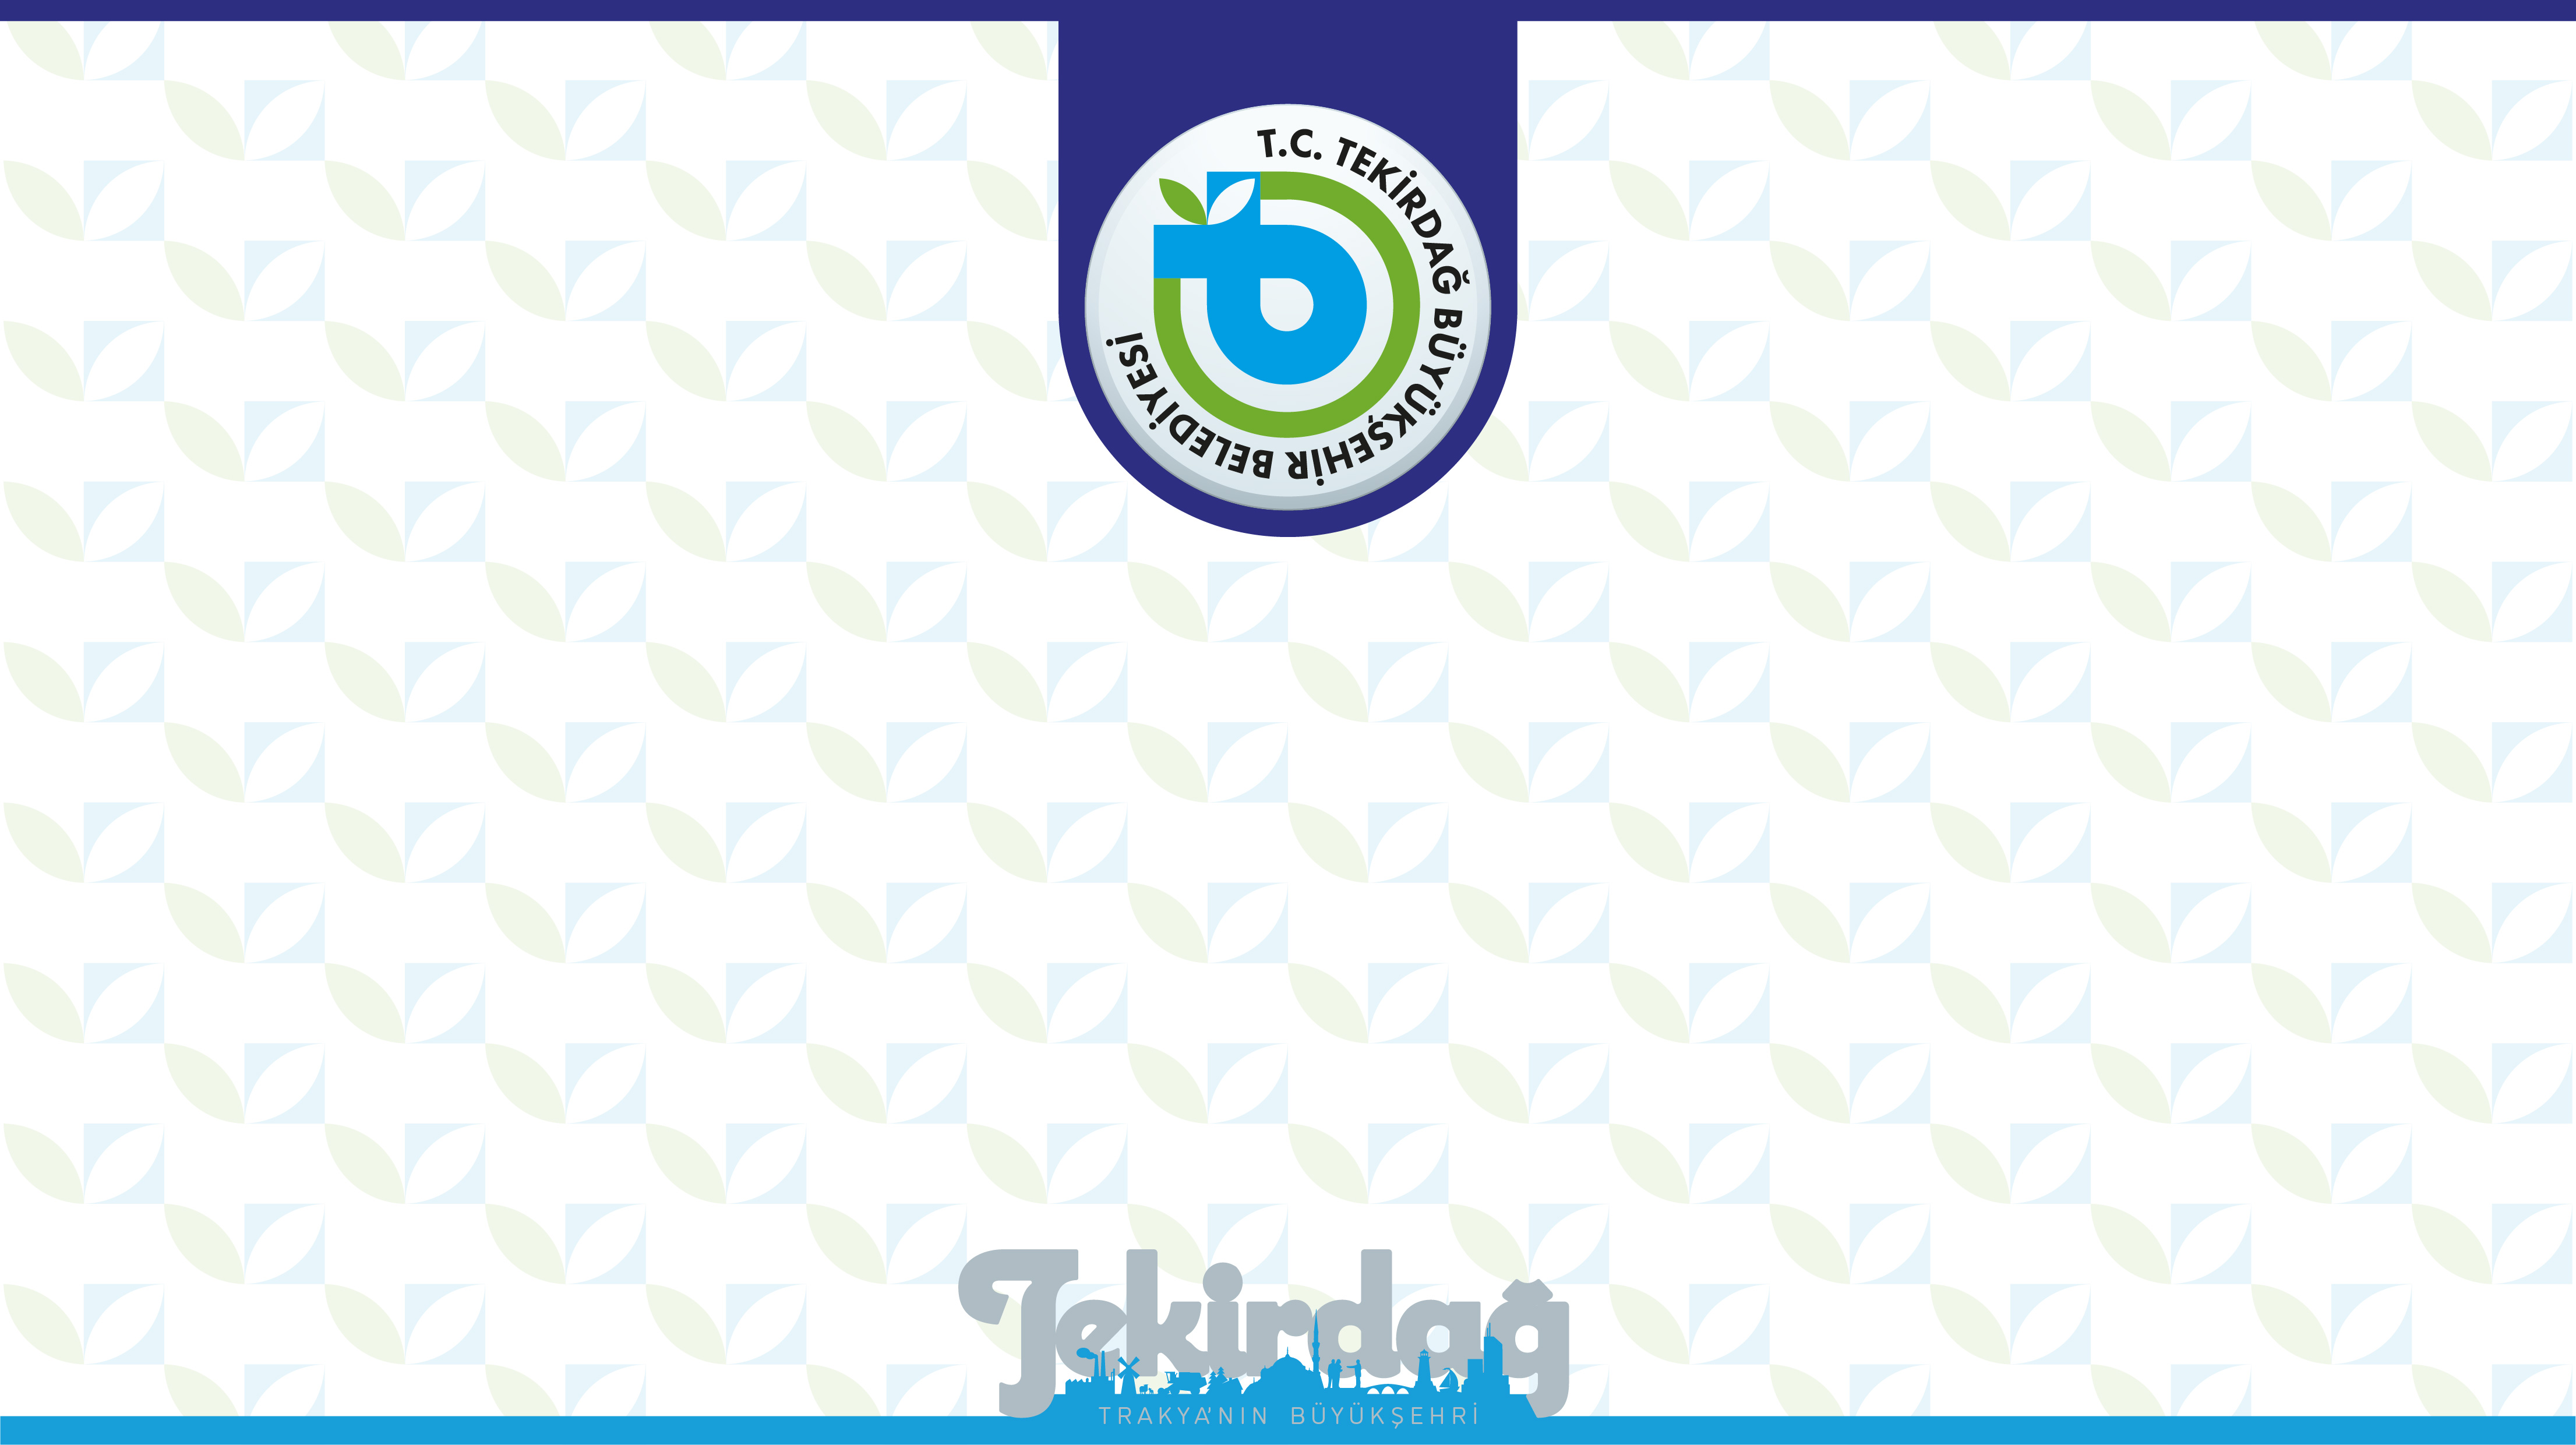 T.C. TEKİRDAĞ BÜYÜKŞEHİR BELEDİYESİ
Tekirdağ
TRAKYA'NIN BÜYÜKŞEHRİ